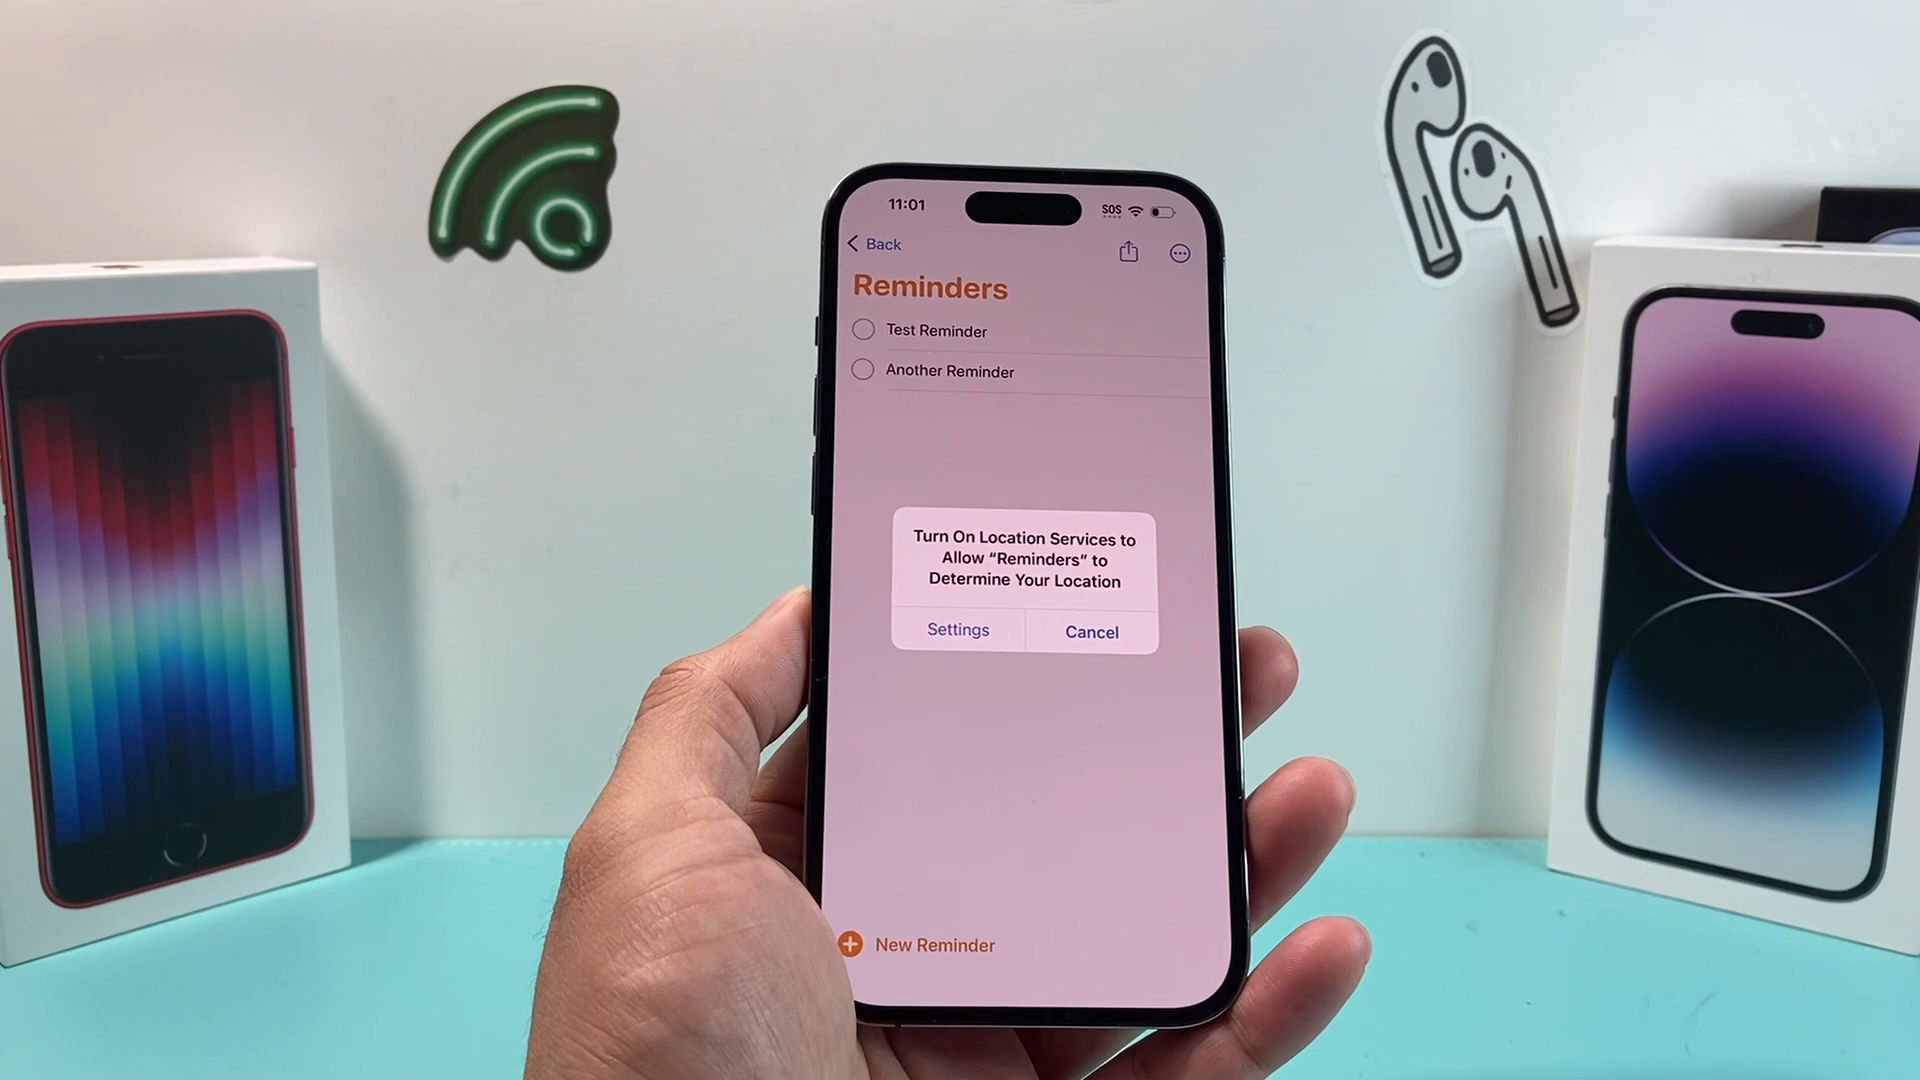 11:01
SOS
Back
Reminders
Test Reminder
Another Reminder
Turn On Location Services to
Allow “Reminders” to
Determine Your Location
Settings
Cancel
New Reminder